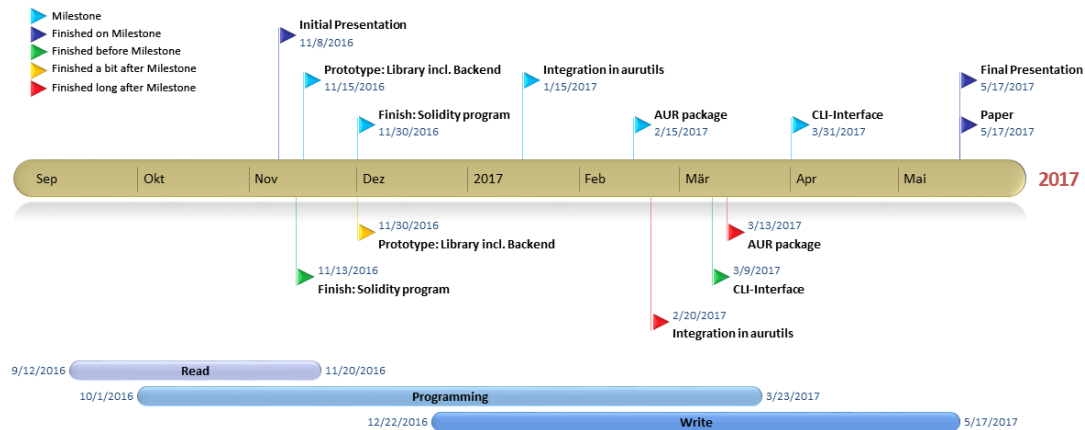 Milestone
Finished on Milestone
Finished before Milestone
Finished a bit after Milestone
Finished long after Milestone
Initial Presentation
11/8/2016
Prototype: Library incl. Backend
11/15/2016
Integration in aurutils
1/15/2017
Final Presentation
5/17/2017
Finish: Solidity program
11/30/2016
AUR package
2/15/2017
CLI-Interface
3/31/2017
Paper
5/17/2017
Sep Okt Nov Dez 2017 Feb Mär Apr Mai 2017
11/30/2016
Prototype: Library incl. Backend
3/13/2017
AUR package
11/13/2016
Finish: Solidity program
3/9/2017
CLI-Interface
2/20/2017
Integration in aurutils
9/12/2016 Read 11/20/2016
10/1/2016 Programming 3/23/2017
12/22/2016 Write 5/17/2017